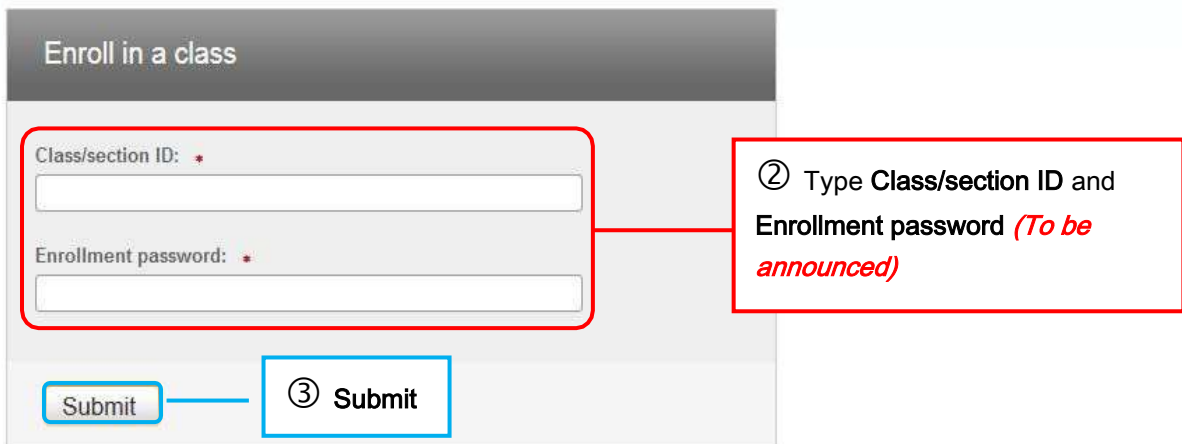 Enroll in a class
Class/section ID: *
② Type Class/section ID and
Enrollment password (To be
announced)
Enrollment password: *
Submit
③ Submit